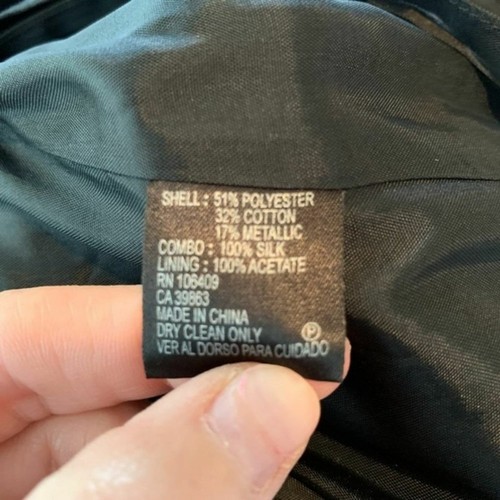 SHELL : 51% POLYESTER
32% COTTON
17% METALLIC
COMBO : 100% SILK
LINING : 100% ACETATE
RN 106409
CA 39863
MADE IN CHINA
DRY CLEAN ONLY P
VER AL DORSO PARA CUIDADO